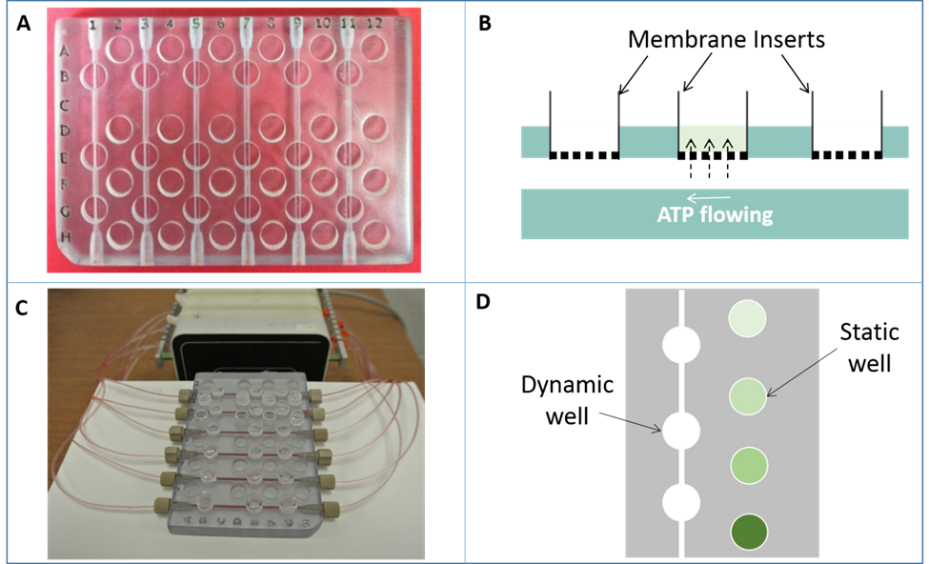 A
1 2 3 4 5 6 7 8 9 10 11 12
A
B
C
D
E
F
G
H
B
Membrane Inserts
ATP flowing
C
D
Static
well
Dynamic
well